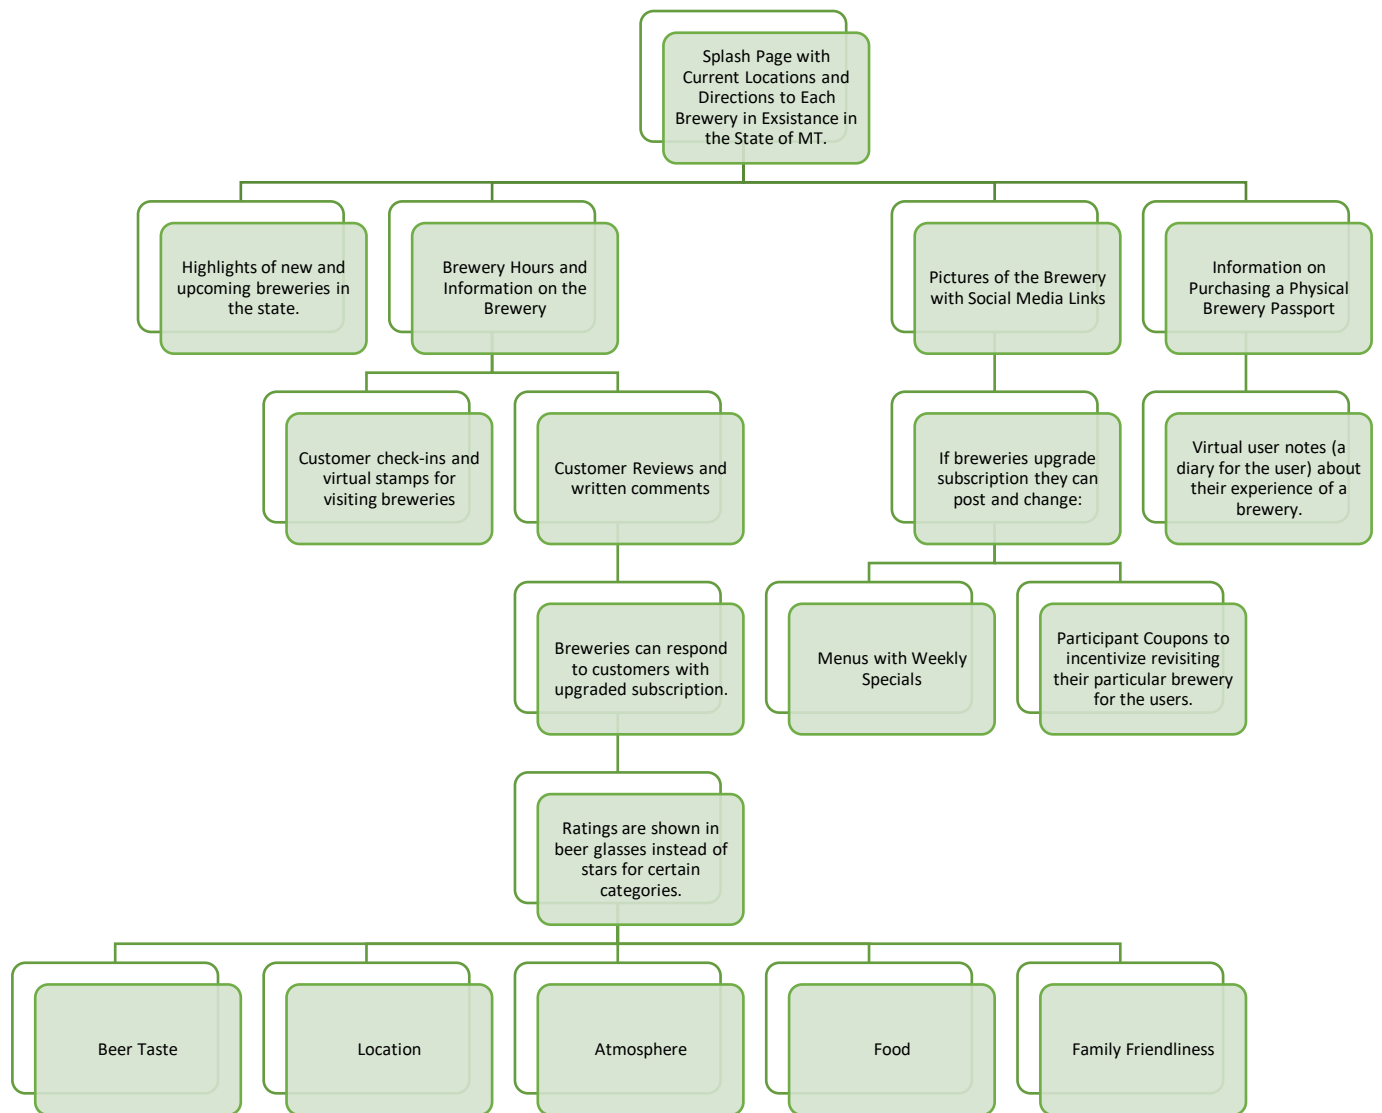 Splash Page with
Current Locations and
Directions to Each
Brewery in Exsistance in
the State of MT.
Highlights of new and
upcoming breweries in
the state.
Brewery Hours and
Information on the
Brewery
Pictures of the Brewery
with Social Media Links
Information on
Purchasing a Physical
Brewery Passport
Customer check-ins and
virtual stamps for
visiting breweries
Customer Reviews and
written comments
If breweries upgrade
subscription they can
post and change:
Virtual user notes (a
diary for the user) about
their experience of a
brewery.
Breweries can respond
to customers with
upgraded subscription.
Menus with Weekly
Specials
Participant Coupons to
incentivize revisiting
their particular brewery
for the users.
Ratings are shown in
beer glasses instead of
stars for certain
categories.
Beer Taste
Location
Atmosphere
Food
Family Friendliness